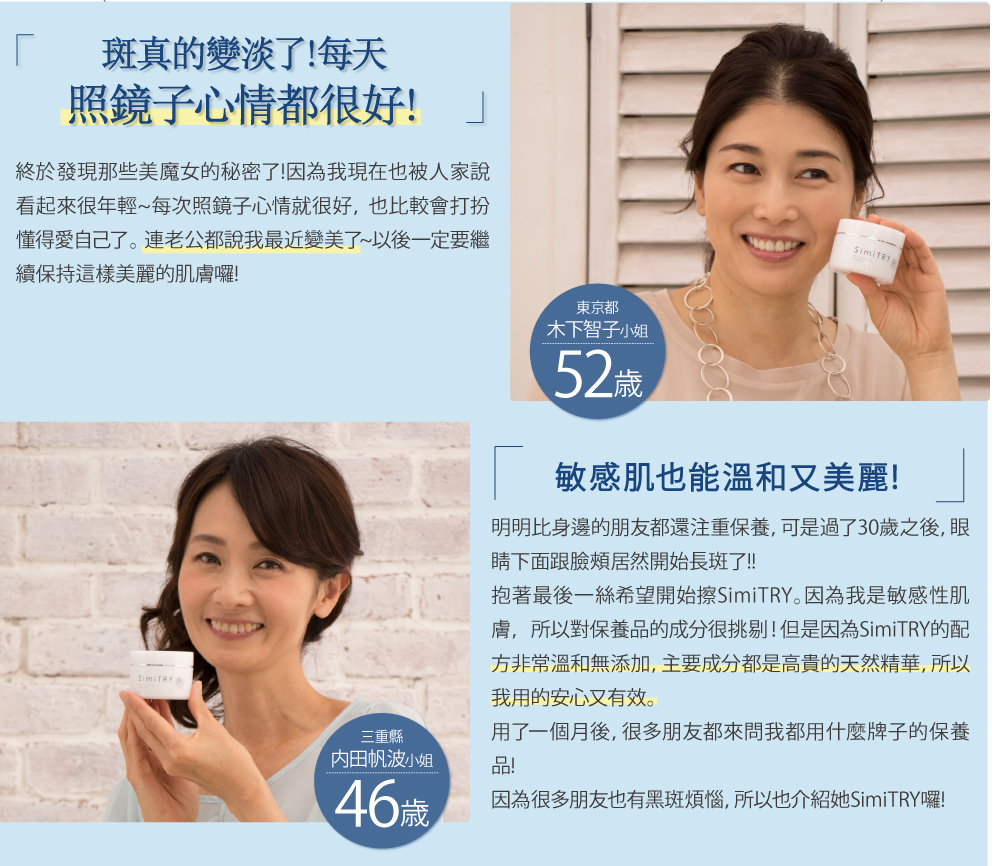 「斑真的變淡了!每天
照鏡子心情都很好!」
終於發現那些美魔女的秘密了!因為我現在也被人家說
看起來很年輕~每次照鏡子心情就很好, 也比較會打扮
懂得愛自己了。連老公都說我最近變美了~以後一定要繼
續保持這樣美麗的肌膚囉!
SimiTRY
東京都
木下智子小姐
52歳
SimiTRY
三重縣
内田帆波小姐
46歳
「敏感肌也能溫和又美麗!」
明明比身邊的朋友都還注重保養, 可是過了30歲之後, 眼
睛下面跟臉頰居然開始長斑了!!
抱著最後一絲希望開始擦SimiTRY。因為我是敏感性肌
膚, 所以對保養品的成分很挑剔!但是因為SimiTRY的配
方非常溫和無添加, 主要成分都是高貴的天然精華, 所以
我用的安心又有效。
用了一個月後, 很多朋友都來問我都用什麼牌子的保養
品!
因為很多朋友也有黑斑煩惱, 所以也介紹她SimiTRY囉!